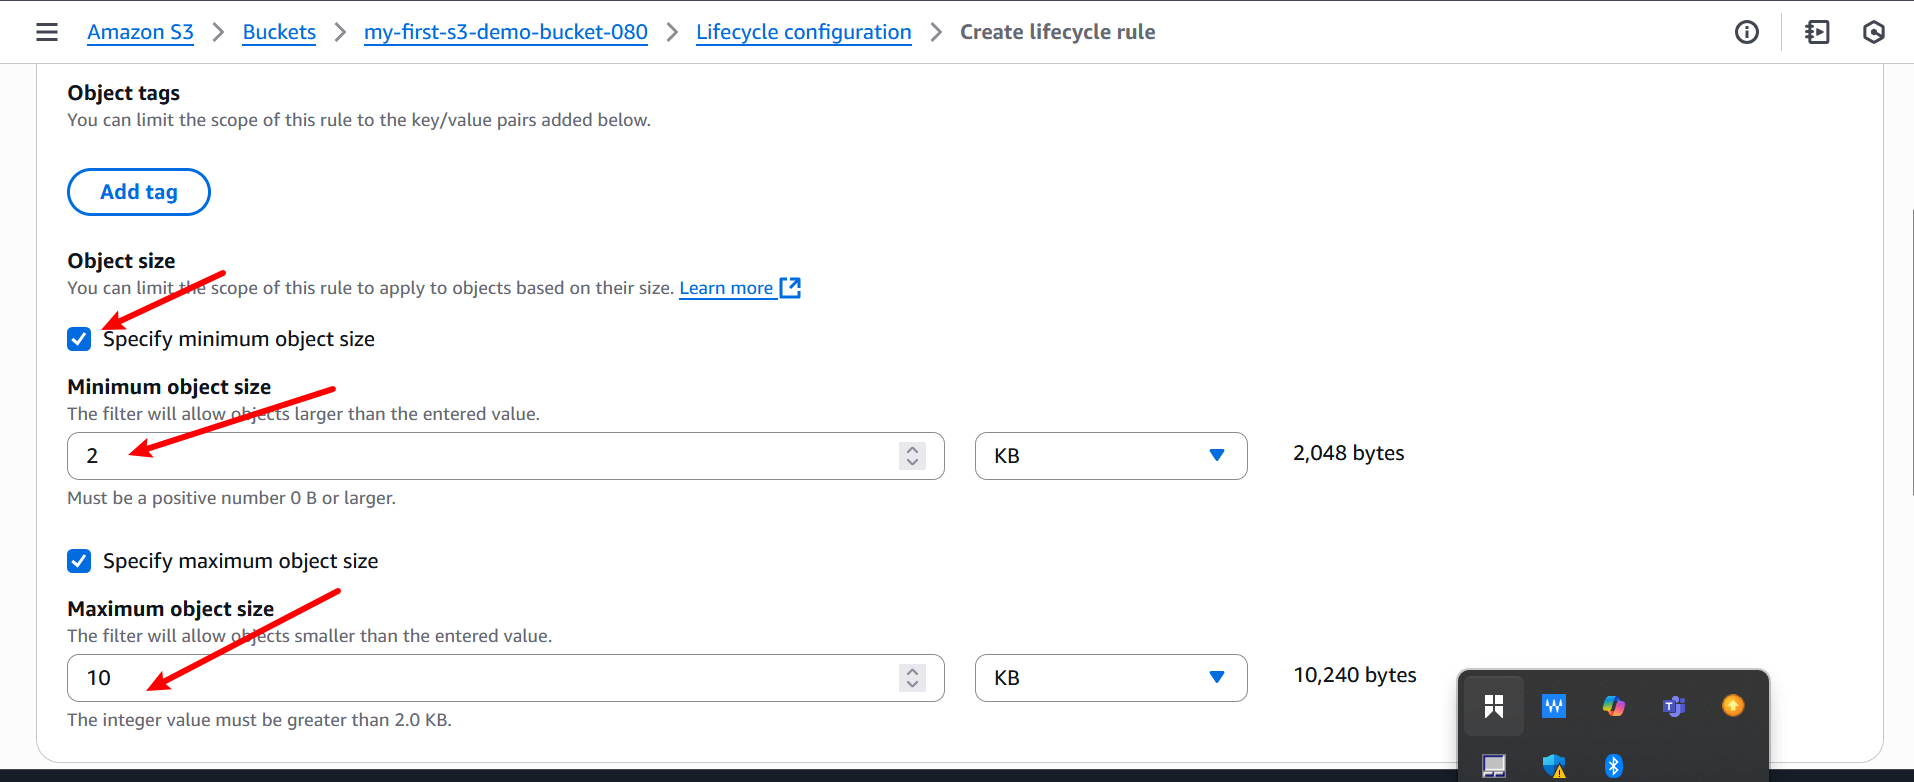 Amazon S3 > Buckets > my-first-s3-demo-bucket-080 > Lifecycle configuration > Create lifecycle rule
Object tags
You can limit the scope of this rule to the key/value pairs added below.
Add tag
Object size
You can limit the scope of this rule to apply to objects based on their size. Learn more
Specify minimum object size
Minimum object size
The filter will allow objects larger than the entered value.
2 KB 2,048 bytes
Must be a positive number 0 B or larger.
Specify maximum object size
Maximum object size
The filter will allow objects smaller than the entered value.
10 KB 10,240 bytes
The integer value must be greater than 2.0 KB.